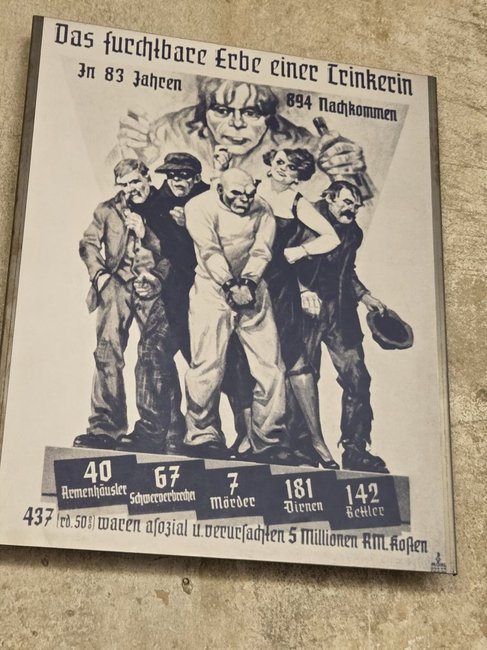 Das furchtbare Erbe einer Trinkerin
In 83 Jahren
894 Nachkommen
40
Armenhäusler
67
Schwerverbrecher
7
Mörder
181
Dirnen
142
Bettler
437 (rd. 50%) waren asozial u. verursachten 5 Millionen RM. Kosten